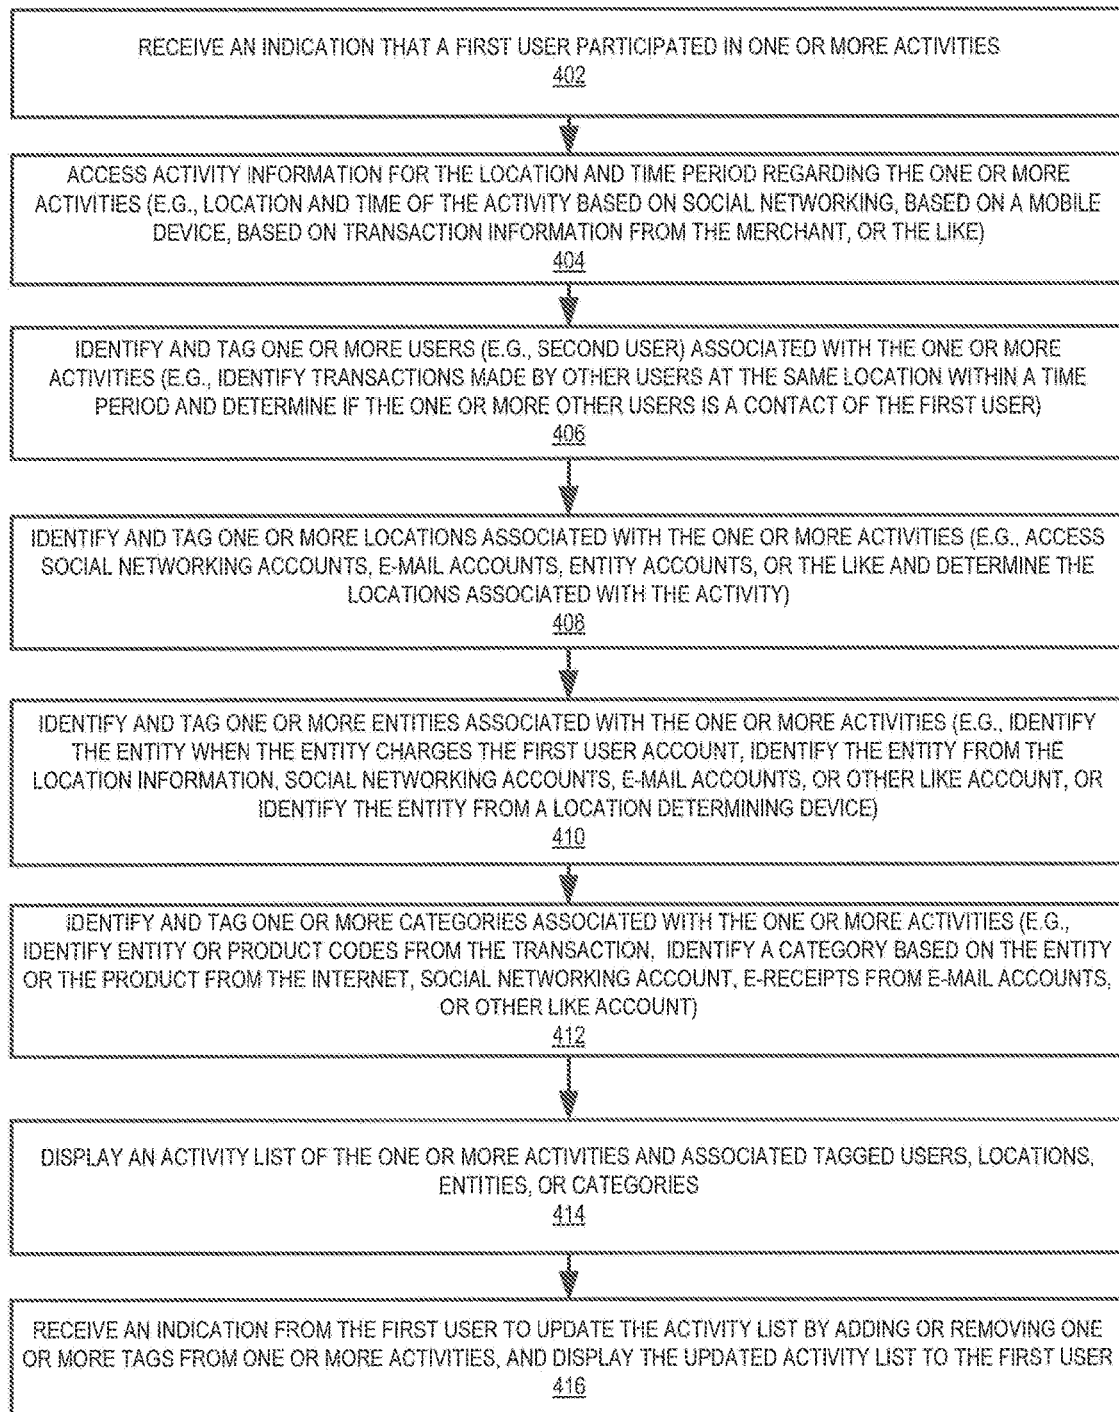 RECEIVE AN INDICATION THAT A FIRST USER PARTICIPATED IN ONE OR MORE ACTIVITIES
402
ACCESS ACTIVITY INFORMATION FOR THE LOCATION AND TIME PERIOD REGARDING THE ONE OR MORE
ACTIVITIES (E.G., LOCATION AND TIME OF THE ACTIVITY BASED ON SOCIAL NETWORKING, BASED ON A MOBILE
DEVICE, BASED ON TRANSACTION INFORMATION FROM THE MERCHANT, OR THE LIKE)
404
IDENTIFY AND TAG ONE OR MORE USERS (E.G., SECOND USER) ASSOCIATED WITH THE ONE OR MORE
ACTIVITIES (E.G., IDENTIFY TRANSACTIONS MADE BY OTHER USERS AT THE SAME LOCATION WITHIN A TIME
PERIOD AND DETERMINE IF THE ONE OR MORE OTHER USERS IS A CONTACT OF THE FIRST USER)
406
IDENTIFY AND TAG ONE OR MORE LOCATIONS ASSOCIATED WITH THE ONE OR MORE ACTIVITIES (E.G., ACCESS
SOCIAL NETWORKING ACCOUNTS, E-MAIL ACCOUNTS, ENTITY ACCOUNTS, OR THE LIKE AND DETERMINE THE
LOCATIONS ASSOCIATED WITH THE ACTIVITY)
408
IDENTIFY AND TAG ONE OR MORE ENTITIES ASSOCIATED WITH THE ONE OR MORE ACTIVITIES (E.G., IDENTIFY
THE ENTITY WHEN THE ENTITY CHARGES THE FIRST USER ACCOUNT, IDENTIFY THE ENTITY FROM THE
LOCATION INFORMATION, SOCIAL NETWORKING ACCOUNTS, E-MAIL ACCOUNTS, OR OTHER LIKE ACCOUNT, OR
IDENTIFY THE ENTITY FROM A LOCATION DETERMINING DEVICE)
410
IDENTIFY AND TAG ONE OR MORE CATEGORIES ASSOCIATED WITH THE ONE OR MORE ACTIVITIES (E.G.,
IDENTIFY ENTITY OR PRODUCT CODES FROM THE TRANSACTION, IDENTIFY A CATEGORY BASED ON THE ENTITY
OR THE PRODUCT FROM THE INTERNET, SOCIAL NETWORKING ACCOUNT, E-RECEIPTS FROM E-MAIL ACCOUNTS,
OR OTHER LIKE ACCOUNT)
412
DISPLAY AN ACTIVITY LIST OF THE ONE OR MORE ACTIVITIES AND ASSOCIATED TAGGED USERS, LOCATIONS,
ENTITIES, OR CATEGORIES
414
RECEIVE AN INDICATION FROM THE FIRST USER TO UPDATE THE ACTIVITY LIST BY ADDING OR REMOVING ONE
OR MORE TAGS FROM ONE OR MORE ACTIVITIES, AND DISPLAY THE UPDATED ACTIVITY LIST TO THE FIRST USER
416